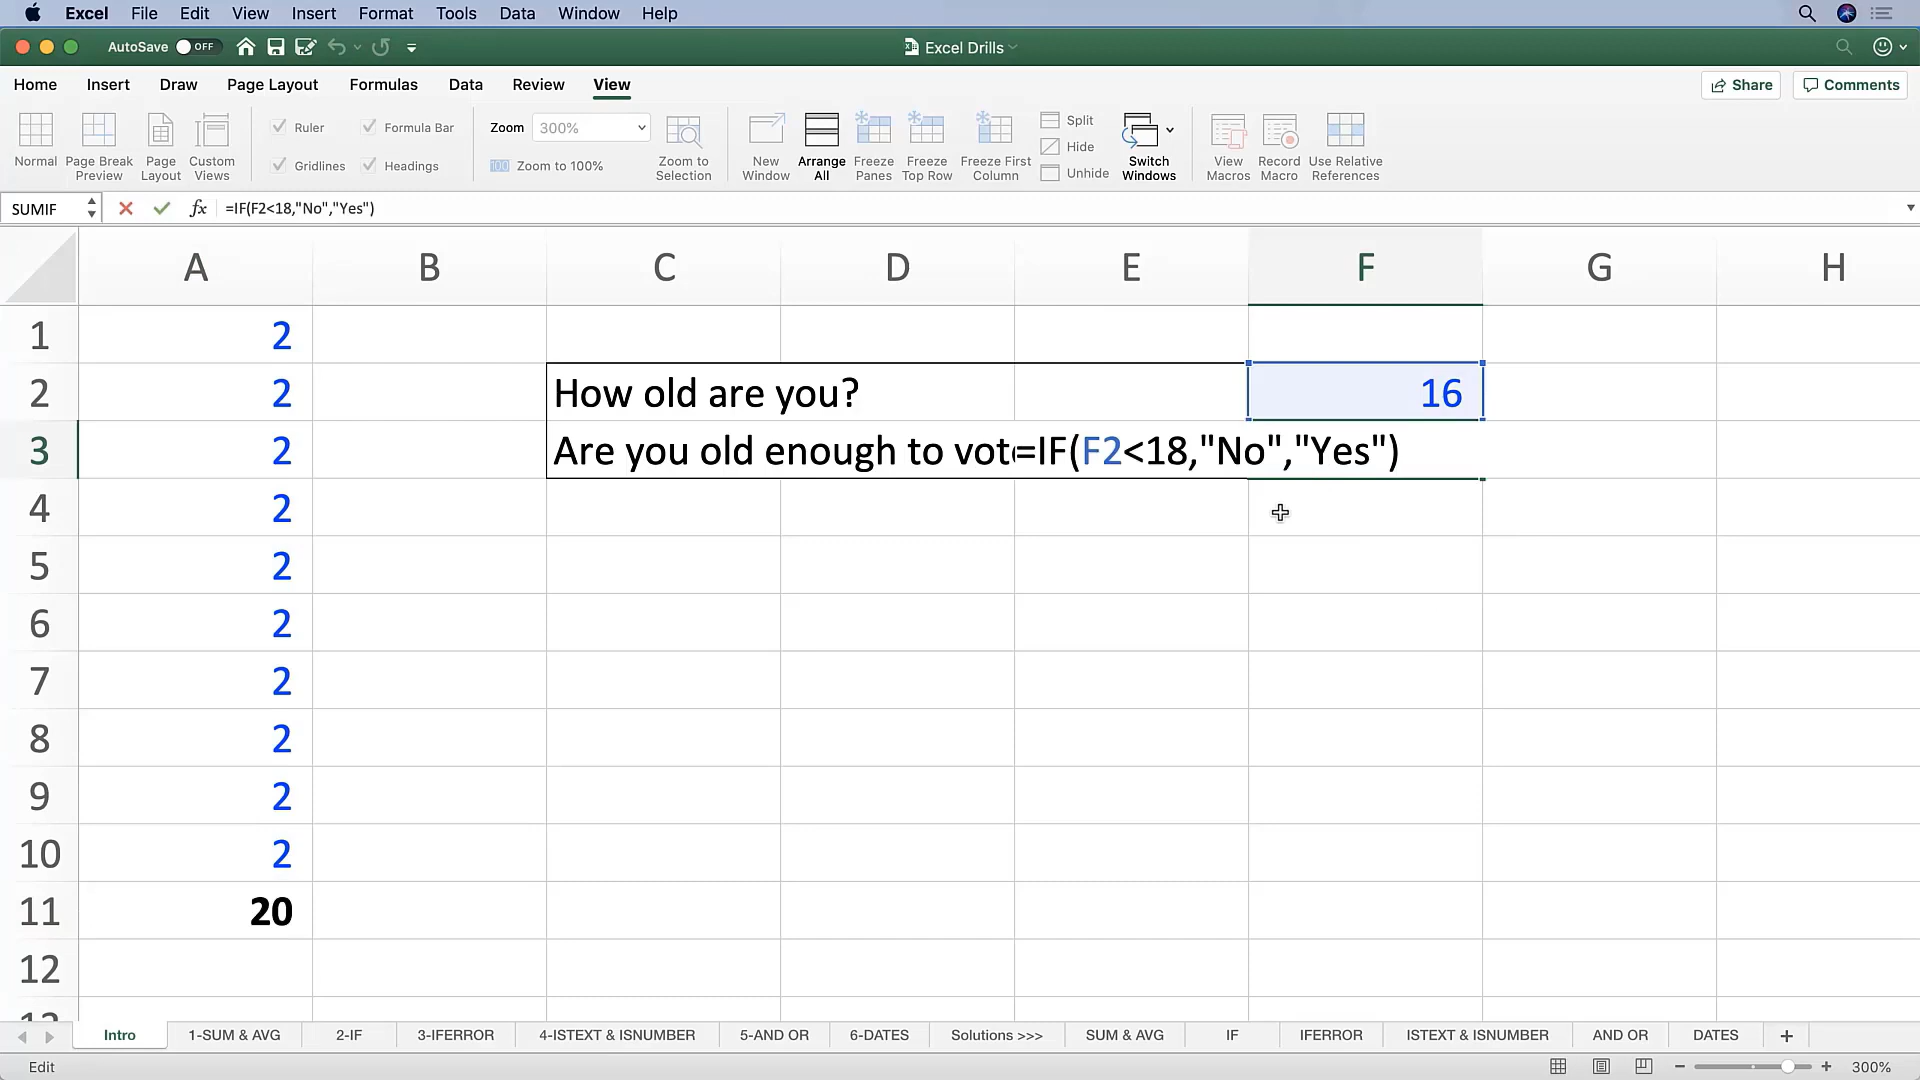 Excel File Edit View Insert Format Tools Data Window Help
AutoSave OFF Excel Drills
Home Insert Draw Page Layout Formulas Data Review View Share Comments
Normal Page Break Preview Page Layout Custom Views
Ruler Formula Bar
Gridlines Headings
Zoom 300%
100 Zoom to 100%
Zoom to Selection
New Window Arrange All Freeze Panes Freeze Top Row Freeze First Column
Split
Hide
Unhide
Switch Windows
View Macros Record Macro Use Relative References
SUMIF fx =IF(F2<18,"No","Yes")
A B C D E F G H
1 2
2 2 How old are you? 16
3 2 Are you old enough to vot =IF(F2<18,"No","Yes")
4 2
5 2
6 2
7 2
8 2
9 2
10 2
11 20
12
Intro 1-SUM & AVG 2-IF 3-IFERROR 4-ISTEXT & ISNUMBER 5-AND OR 6-DATES Solutions >>> SUM & AVG IF IFERROR ISTEXT & ISNUMBER AND OR DATES +
Edit 300%